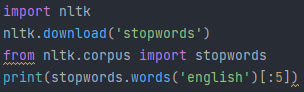 import nltk
nltk.download('stopwords')
from nltk.corpus import stopwords
print(stopwords.words('english')[:5])